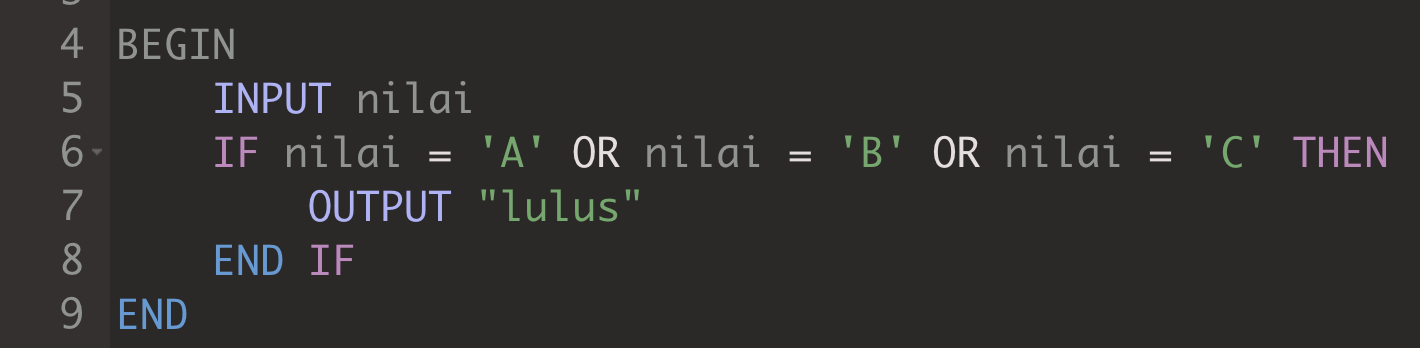 4 BEGIN
5 INPUT nilai
6 IF nilai = 'A' OR nilai = 'B' OR nilai = 'C' THEN
7 OUTPUT "lulus"
8 END IF
9 END